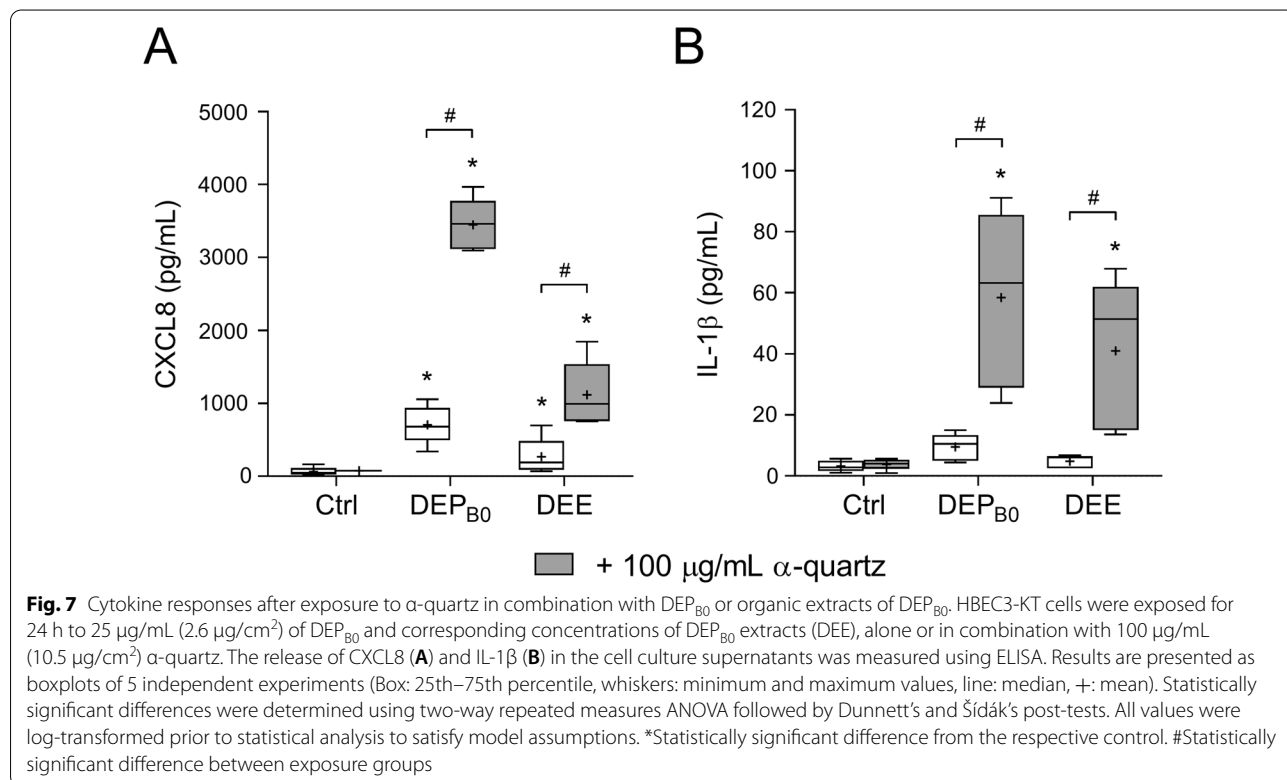 A
B
CXCL8 (pg/mL)
5000
4000
3000
2000
1000
0
#
*
*
#
*
*
Ctrl
DEP_B0
DEE
IL-1β (pg/mL)
120
100
80
60
40
20
0
#
*
#
*
Ctrl
DEP_B0
DEE
+ 100 μg/mL α-quartz
Fig. 7 Cytokine responses after exposure to α-quartz in combination with DEP_B0 or organic extracts of DEP_B0. HBEC3-KT cells were exposed for
24 h to 25 µg/mL (2.6 µg/cm²) of DEP_B0 and corresponding concentrations of DEP_B0 extracts (DEE), alone or in combination with 100 µg/mL
(10.5 µg/cm²) α-quartz. The release of CXCL8 (A) and IL-1β (B) in the cell culture supernatants was measured using ELISA. Results are presented as
boxplots of 5 independent experiments (Box: 25th–75th percentile, whiskers: minimum and maximum values, line: median, +: mean). Statistically
significant differences were determined using two-way repeated measures ANOVA followed by Dunnett's and Šídák's post-tests. All values were
log-transformed prior to statistical analysis to satisfy model assumptions. *Statistically significant difference from the respective control. #Statistically
significant difference between exposure groups